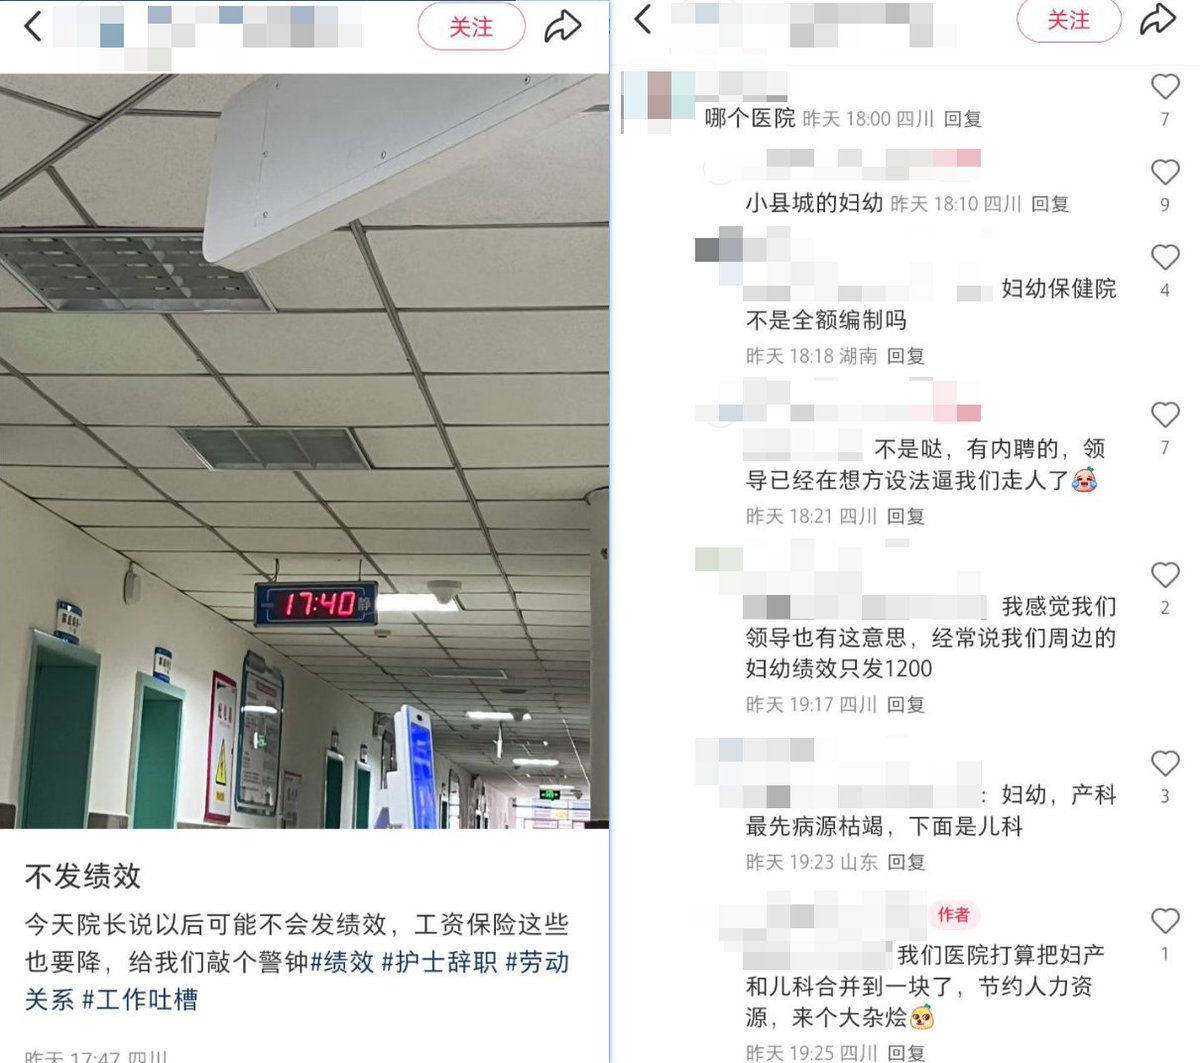 关注
17:40
静
不发绩效
今天院长说以后可能不会发绩效，工资保险这些
也要降，给我们敲个警钟#绩效 #护士辞职 #劳动
关系 #工作吐槽
昨天 17:47 四川
关注
哪个医院 昨天 18:00 四川 回复
7
小县城的妇幼 昨天 18:10 四川 回复
9
妇幼保健院
不是全额编制吗
4
昨天 18:18 湖南 回复
不是哒，有内聘的，领
导已经在想方设法逼我们走人了
7
昨天 18:21 四川 回复
我感觉我们
领导也有这意思，经常说我们周边的
妇幼绩效只发1200
2
昨天 19:17 四川 回复
：妇幼，产科
最先病源枯竭，下面是儿科
3
昨天 19:23 山东 回复
作者
我们医院打算把妇产
和儿科合并到一块了，节约人力资
源，来个大杂烩
1
昨天 19:25 四川 回复